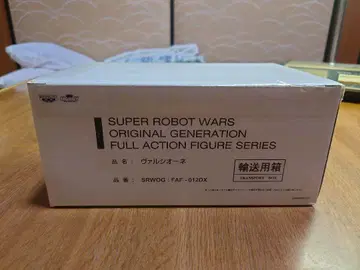 SUPER ROBOT WARS
ORIGINAL GENERATION
FULL ACTION FIGURE SERIES
品 名 : ヴァルシオーネ
品 番 : SRWOG : FAF-012DX
輸送用箱